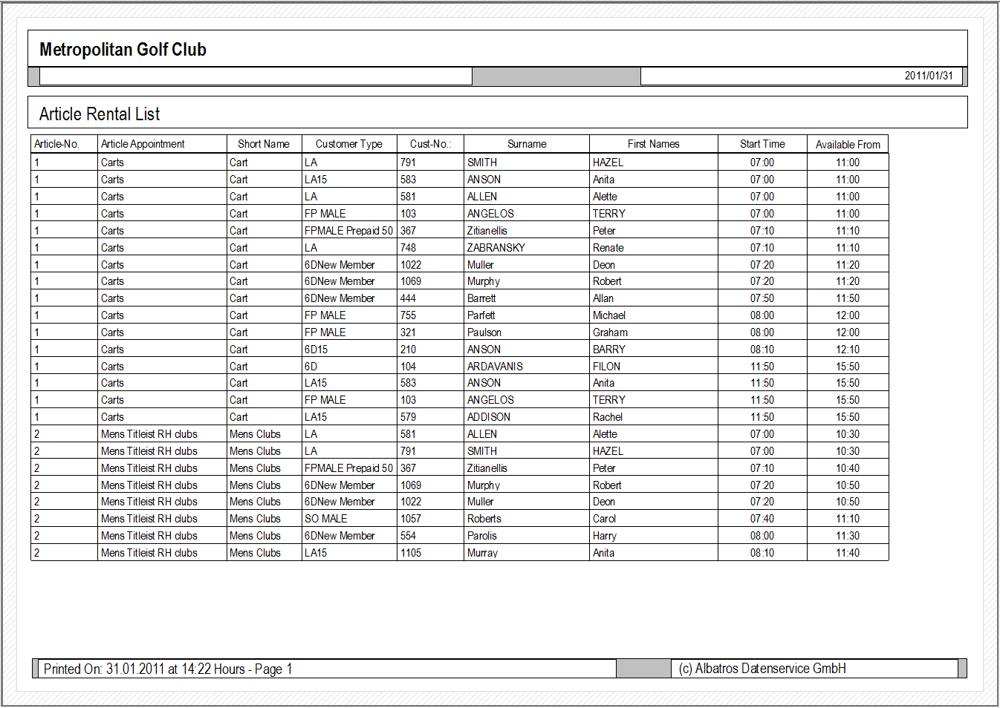 Metropolitan Golf Club
2011/01/31
Article Rental List
Article-No. Article Appointment Short Name Customer Type Cust-No.: Surname First Names Start Time Available From
1 Carts Cart LA 791 SMITH HAZEL 07:00 11:00
1 Carts Cart LA15 583 ANSON Anita 07:00 11:00
1 Carts Cart LA 581 ALLEN Alette 07:00 11:00
1 Carts Cart FP MALE 103 ANGELOS TERRY 07:00 11:00
1 Carts Cart FPMALE Prepaid 50 367 Zitianellis Peter 07:10 11:10
1 Carts Cart LA 748 ZABRANSKY Renate 07:10 11:10
1 Carts Cart 6DNew Member 1022 Muller Deon 07:20 11:20
1 Carts Cart 6DNew Member 1069 Murphy Robert 07:20 11:20
1 Carts Cart 6DNew Member 444 Barrett Allan 07:50 11:50
1 Carts Cart FP MALE 755 Parfett Michael 08:00 12:00
1 Carts Cart FP MALE 321 Paulson Graham 08:00 12:00
1 Carts Cart 6D15 210 ANSON BARRY 08:10 12:10
1 Carts Cart 6D 104 ARDAVANIS FILON 11:50 15:50
1 Carts Cart LA15 583 ANSON Anita 11:50 15:50
1 Carts Cart FP MALE 103 ANGELOS TERRY 11:50 15:50
1 Carts Cart LA15 579 ADDISON Rachel 11:50 15:50
2 Mens Titleist RH clubs Mens Clubs LA 581 ALLEN Alette 07:00 10:30
2 Mens Titleist RH clubs Mens Clubs LA 791 SMITH HAZEL 07:00 10:30
2 Mens Titleist RH clubs Mens Clubs FPMALE Prepaid 50 367 Zitianellis Peter 07:10 10:40
2 Mens Titleist RH clubs Mens Clubs 6DNew Member 1069 Murphy Robert 07:20 10:50
2 Mens Titleist RH clubs Mens Clubs 6DNew Member 1022 Muller Deon 07:20 10:50
2 Mens Titleist RH clubs Mens Clubs SO MALE 1057 Roberts Carol 07:40 11:10
2 Mens Titleist RH clubs Mens Clubs 6DNew Member 554 Parolis Harry 08:00 11:30
2 Mens Titleist RH clubs Mens Clubs LA15 1105 Murray Anita 08:10 11:40
Printed On: 31.01.2011 at 14:22 Hours - Page 1 (c) Albatros Datenservice GmbH